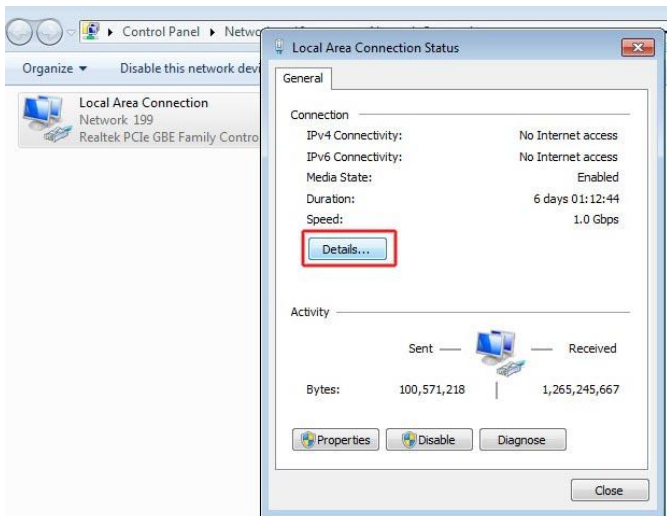 Control Panel
Organize
Disable this network devi
Local Area Connection
Network 199
Realtek PCIe GBE Family Contro
Local Area Connection Status
General
Connection
IPv4 Connectivity: No Internet access
IPv6 Connectivity: No Internet access
Media State: Enabled
Duration: 6 days 01:12:44
Speed: 1.0 Gbps
Details...
Activity
Sent Received
Bytes: 100,571,218 1,265,245,667
Properties Disable Diagnose
Close